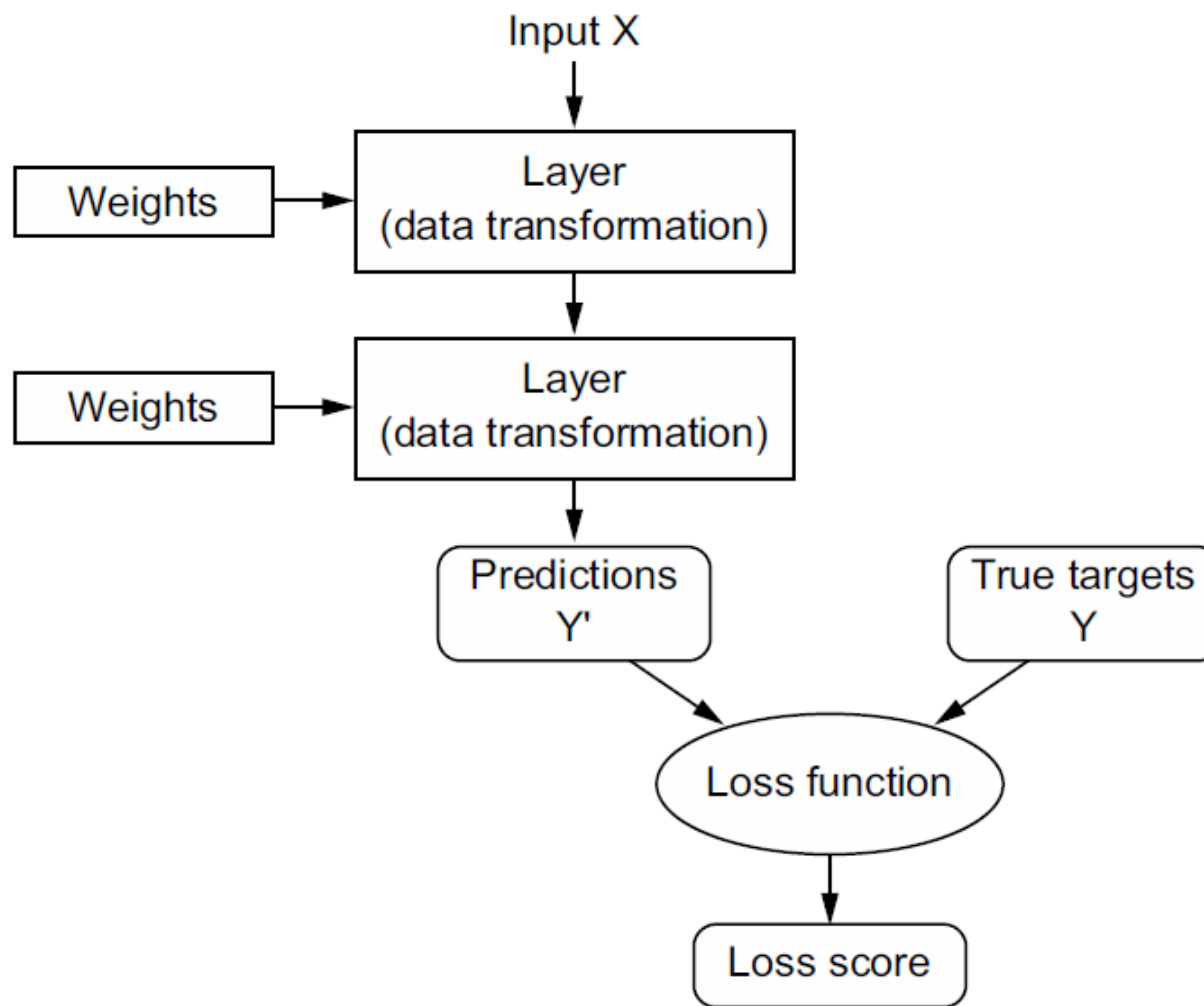 Input X
Weights
Layer
(data transformation)
Weights
Layer
(data transformation)
Predictions
Y'
True targets
Y
Loss function
Loss score